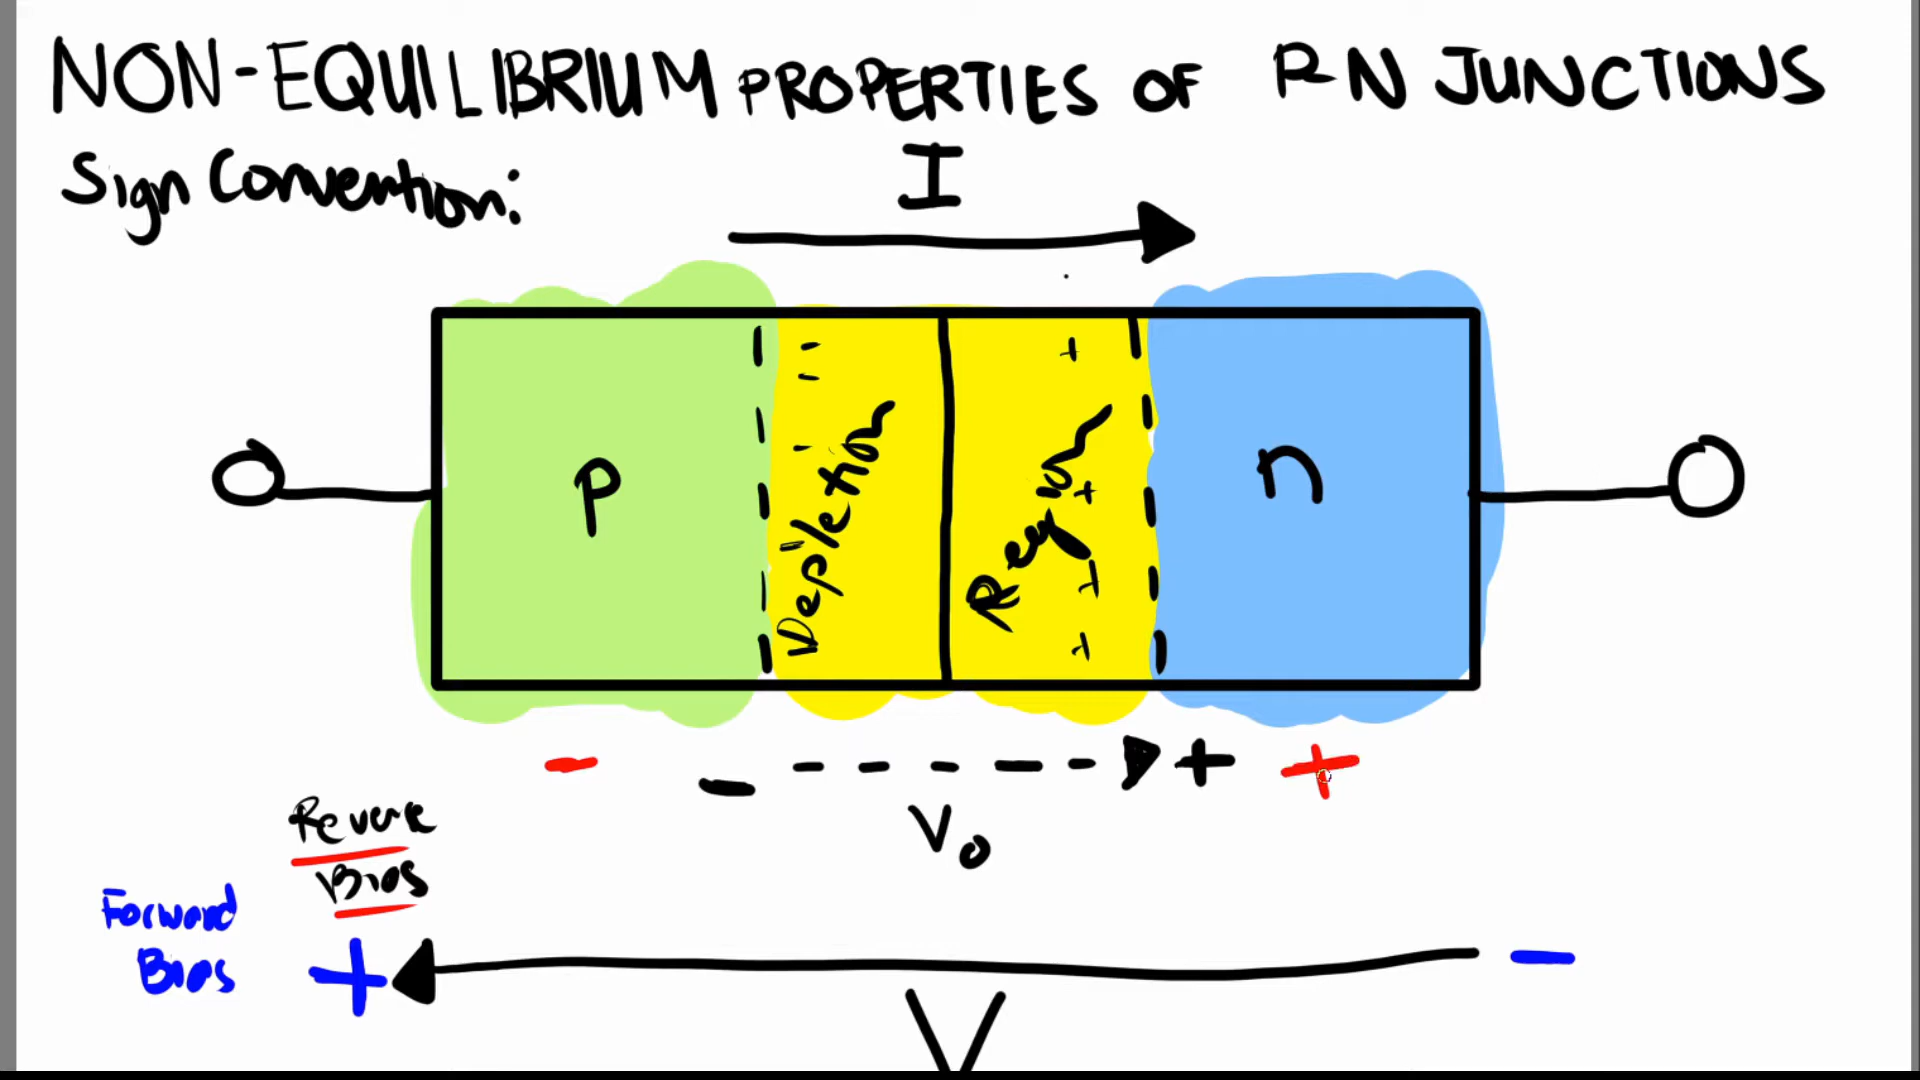 NON-EQUILIBRIUM PROPERTIES OF PN JUNCTIONS
Sign Convention:
I
p
Depletion
Region
n
- - + +
V₀
Reverse
Bias
Forward
Bias
+ -
V